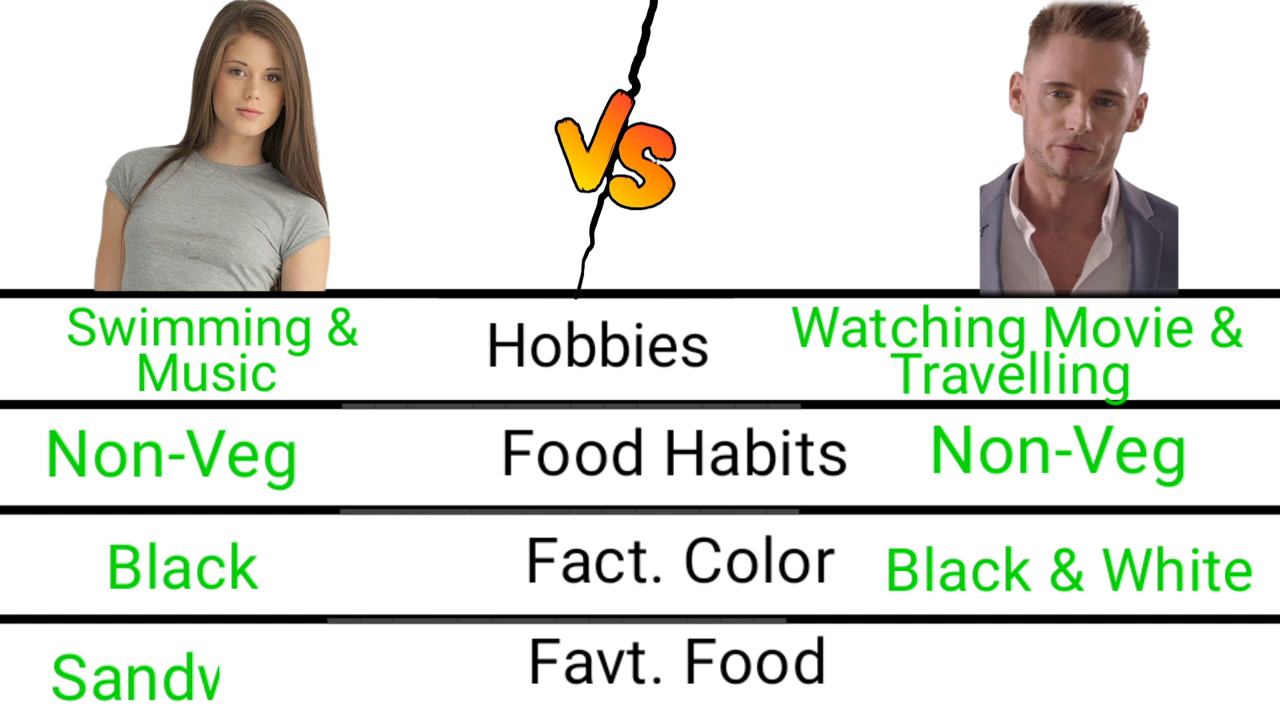 VS
Swimming &
Music
Hobbies
Watching Movie &
Travelling
Non-Veg
Food Habits
Non-Veg
Black
Fact. Color
Black & White
Favt. Food